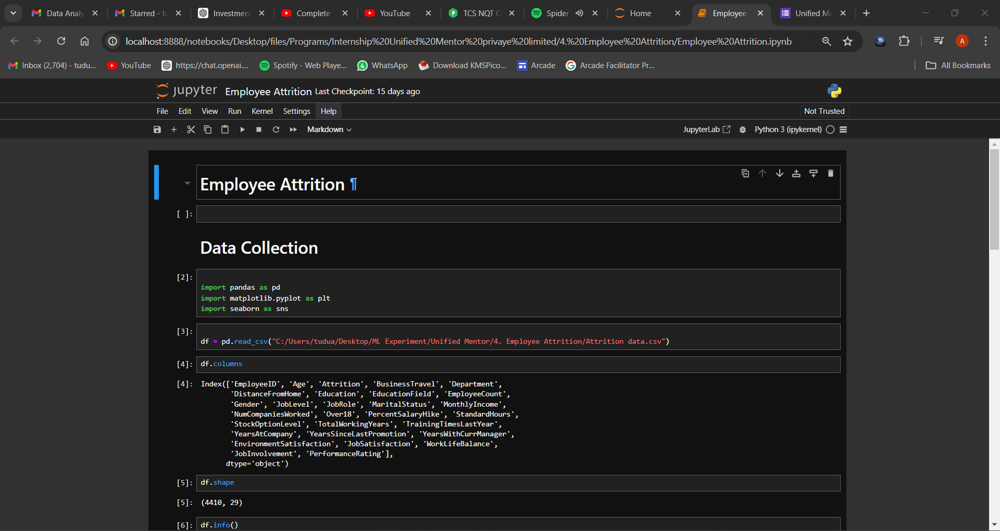 Data Analy
Starred - tu
Investment
Complete
YouTube
TCS NQT C
Spider
Home
Employee
Unified Me
localhost:8888/notebooks/Desktop/files/Programs/Internship%20Unified%20Mentor%20privaye%20limited/4.%20Employee%20Attrition/Employee%20Attrition.ipynb
A
Inbox (2,704) - tudu...
YouTube
https://chat.openai....
Spotify - Web Playe...
WhatsApp
Download KMSPico...
Arcade
Arcade Facilitator Pr...
All Bookmarks
jupyter
Employee Attrition Last Checkpoint: 15 days ago
File Edit View Run Kernel Settings Help
Not Trusted
Markdown
JupyterLab
Python 3 (ipykernel)
Employee Attrition ¶
[ ]:
Data Collection
[2]:
import pandas as pd
import matplotlib.pyplot as plt
import seaborn as sns
[3]:
df = pd.read_csv("C:/Users/tudua/Desktop/ML Experiment/Unified Mentor/4. Employee Attrition/Attrition data.csv")
[4]: df.columns
[4]: Index(['EmployeeID', 'Age', 'Attrition', 'BusinessTravel', 'Department',
'DistanceFromHome', 'Education', 'EducationField', 'EmployeeCount',
'Gender', 'JobLevel', 'JobRole', 'MaritalStatus', 'MonthlyIncome',
'NumCompaniesWorked', 'Over18', 'PercentSalaryHike', 'StandardHours',
'StockOptionLevel', 'TotalWorkingYears', 'TrainingTimesLastYear',
'YearsAtCompany', 'YearsSinceLastPromotion', 'YearsWithCurrManager',
'EnvironmentSatisfaction', 'JobSatisfaction', 'WorkLifeBalance',
'JobInvolvement', 'PerformanceRating'],
dtype='object')
[5]: df.shape
[5]: (4410, 29)
[6]: df.info()